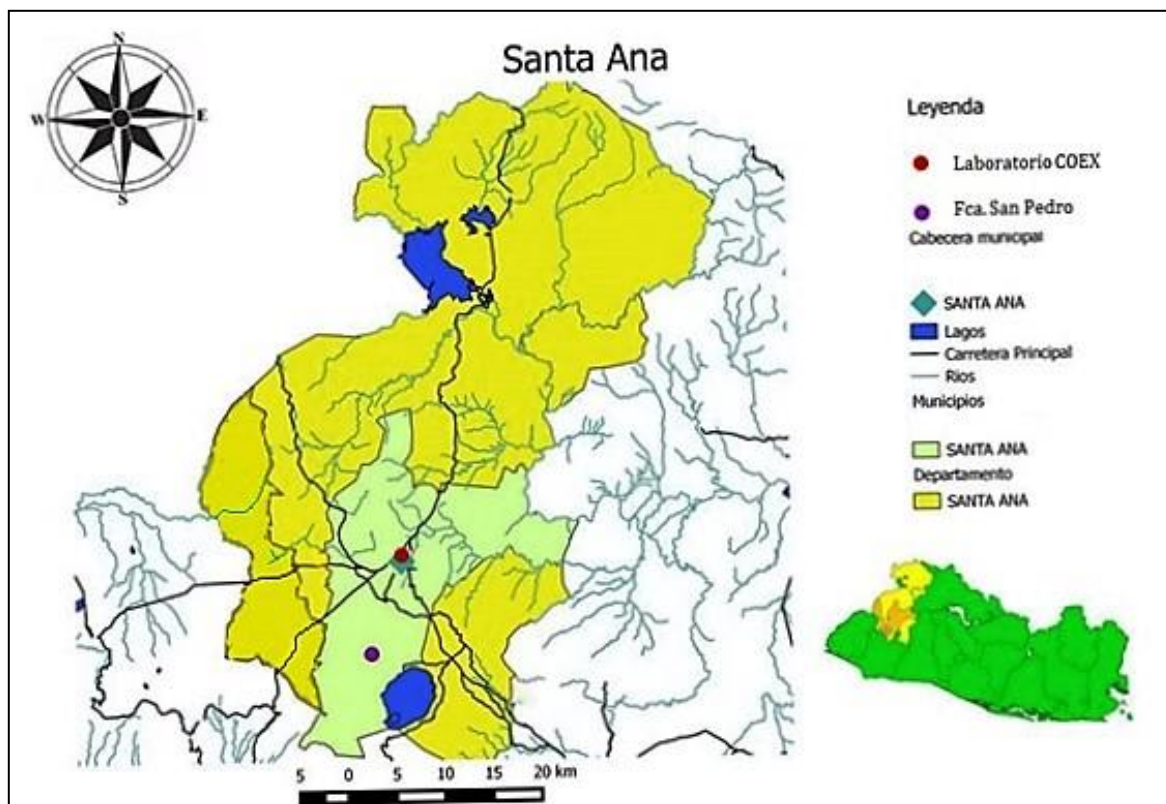 Santa Ana
N
W
E
S
Leyenda
Laboratorio COEX
Fca. San Pedro
Cabecera municipal
SANTA ANA
Lagos
Carretera Principal
Rios
Municipios
SANTA ANA
Departamento
SANTA ANA
5 0 5 10 15 20 km